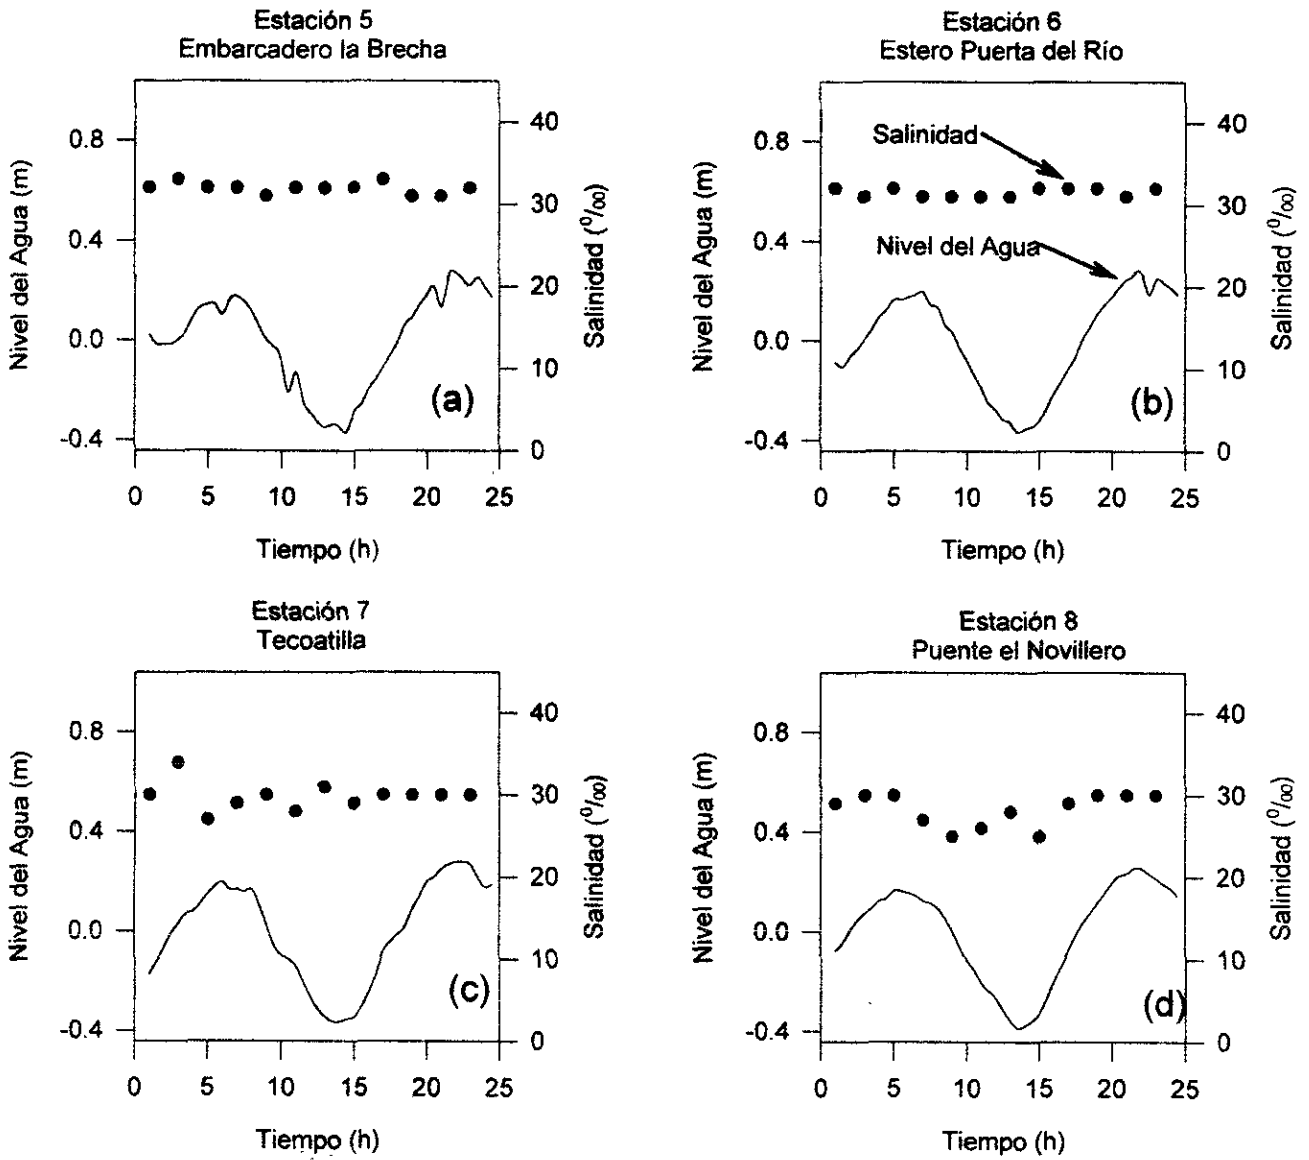 Estación 5
Embarcadero la Brecha
Nivel del Agua (m)
0.8
0.4
0.0
-0.4
40
30
20
10
0
Salinidad (⁰/₀₀)
(a)
0 5 10 15 20 25
Tiempo (h)
Estación 6
Estero Puerta del Río
Nivel del Agua (m)
0.8
0.4
0.0
-0.4
Salinidad
Nivel del Agua
40
30
20
10
0
Salinidad (⁰/₀₀)
(b)
0 5 10 15 20 25
Tiempo (h)
Estación 7
Tecoatilla
Nivel del Agua (m)
0.8
0.4
0.0
-0.4
40
30
20
10
0
Salinidad (⁰/₀₀)
(c)
0 5 10 15 20 25
Tiempo (h)
Estación 8
Puente el Novillero
Nivel del Agua (m)
0.8
0.4
0.0
-0.4
40
30
20
10
0
Salinidad (⁰/₀₀)
(d)
0 5 10 15 20 25
Tiempo (h)